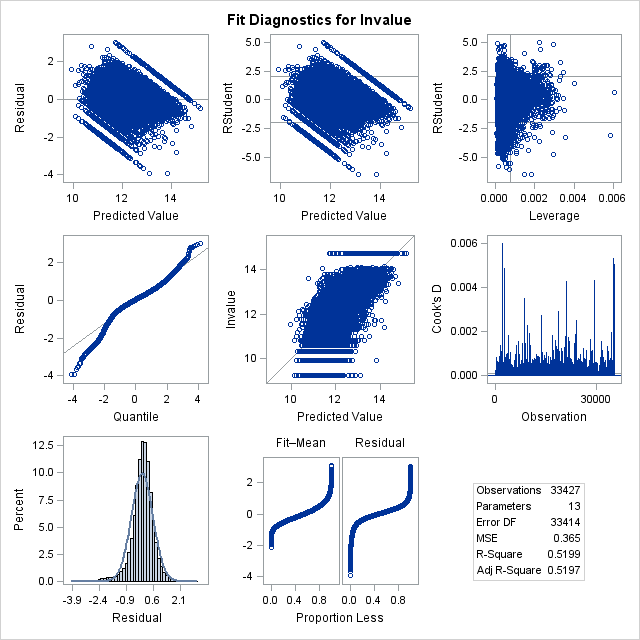 Fit Diagnostics for Invalue
Residual
2
0
-2
-4
10 12 14
Predicted Value
RStudent
5.0
2.5
0.0
-2.5
-5.0
10 12 14
Predicted Value
RStudent
5.0
2.5
0.0
-2.5
-5.0
0.000 0.002 0.004 0.006
Leverage
Residual
2
0
-2
-4
-4 -2 0 2 4
Quantile
Invalue
14
12
10
10 12 14
Predicted Value
Cook's D
0.006
0.004
0.002
0.000
0 30000
Observation
Percent
12.5
10.0
7.5
5.0
2.5
0.0
-3.9 -2.4 -0.9 0.6 2.1
Residual
Fit–Mean Residual
2
0
-2
-4
0.0 0.4 0.8 0.0 0.4 0.8
Proportion Less
Observations 33427
Parameters 13
Error DF 33414
MSE 0.365
R-Square 0.5199
Adj R-Square 0.5197